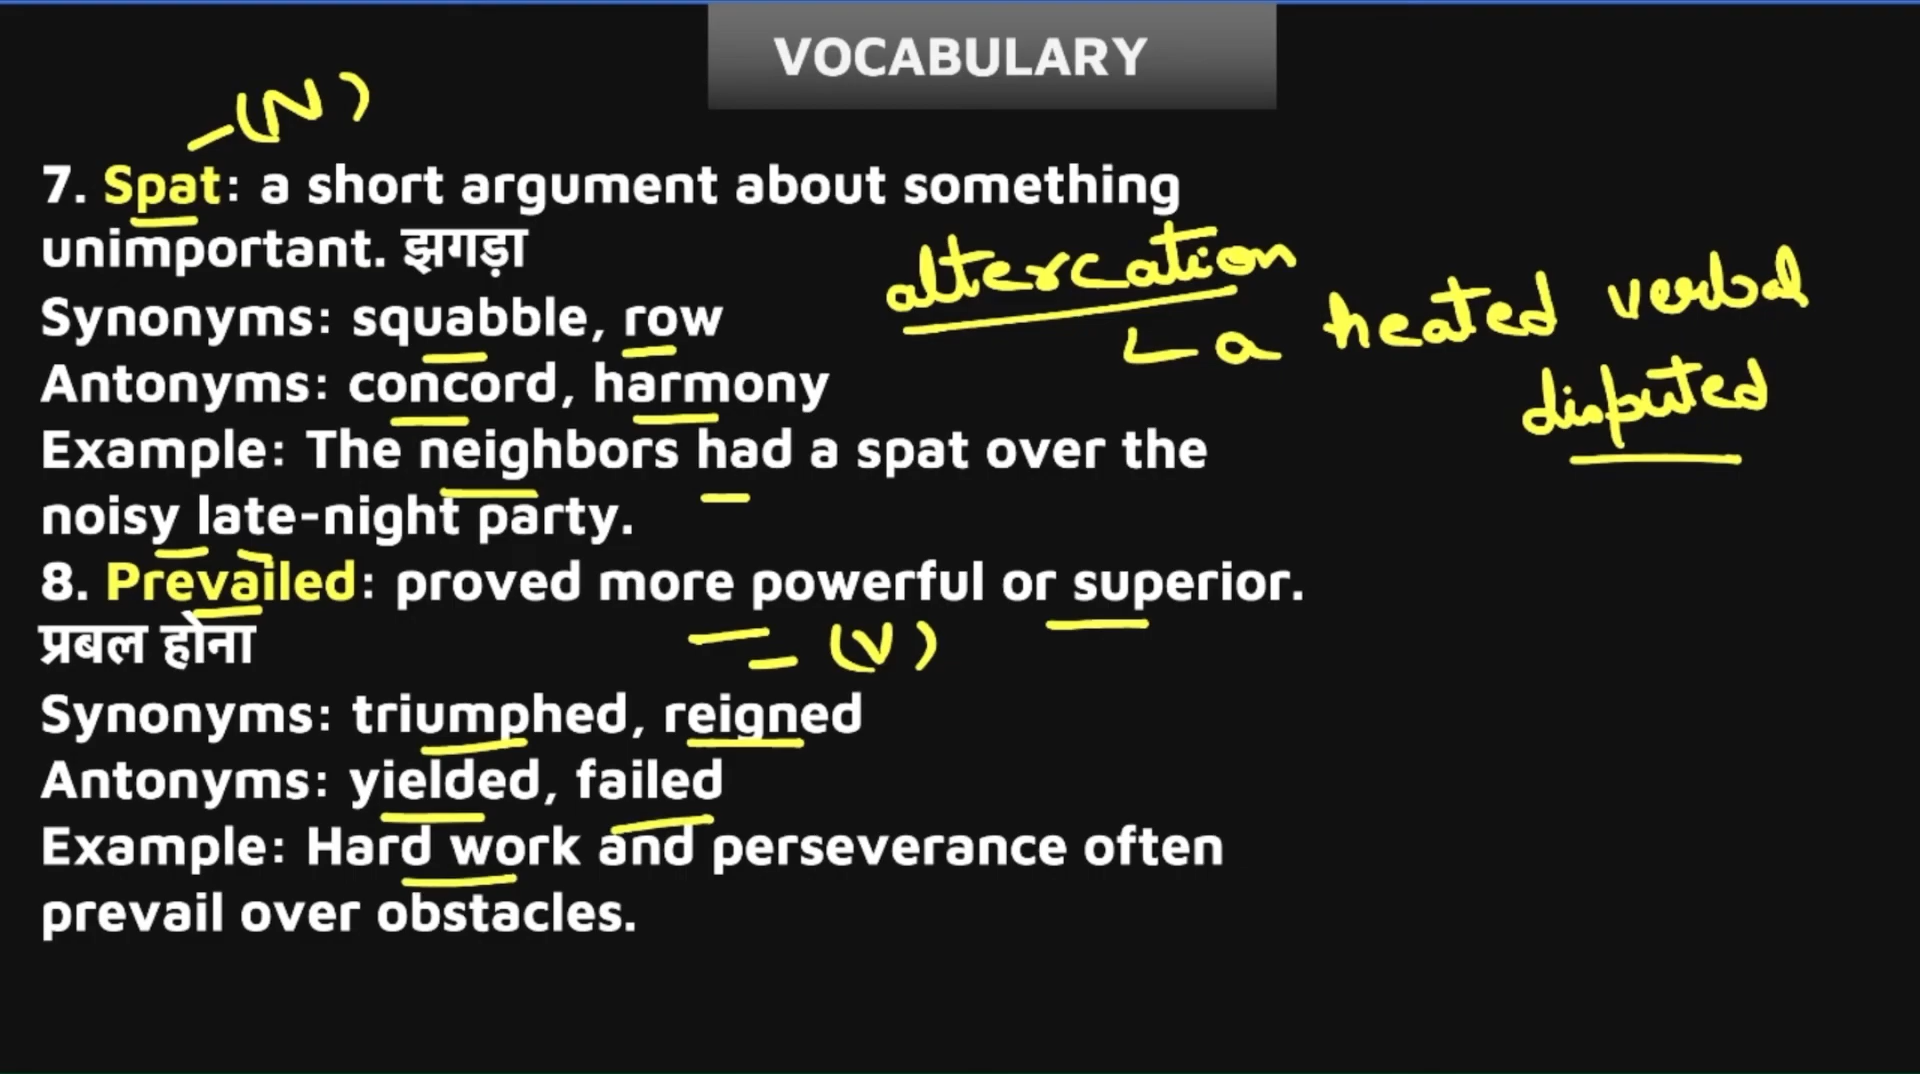 VOCABULARY
-(N)
7. Spat: a short argument about something
unimportant. झगड़ा
altercation
a heated verbal
disputed
Synonyms: squabble, row
Antonyms: concord, harmony
Example: The neighbors had a spat over the
noisy late-night party.
8. Prevailed: proved more powerful or superior.
प्रबल होना
(V)
Synonyms: triumphed, reigned
Antonyms: yielded, failed
Example: Hard work and perseverance often
prevail over obstacles.